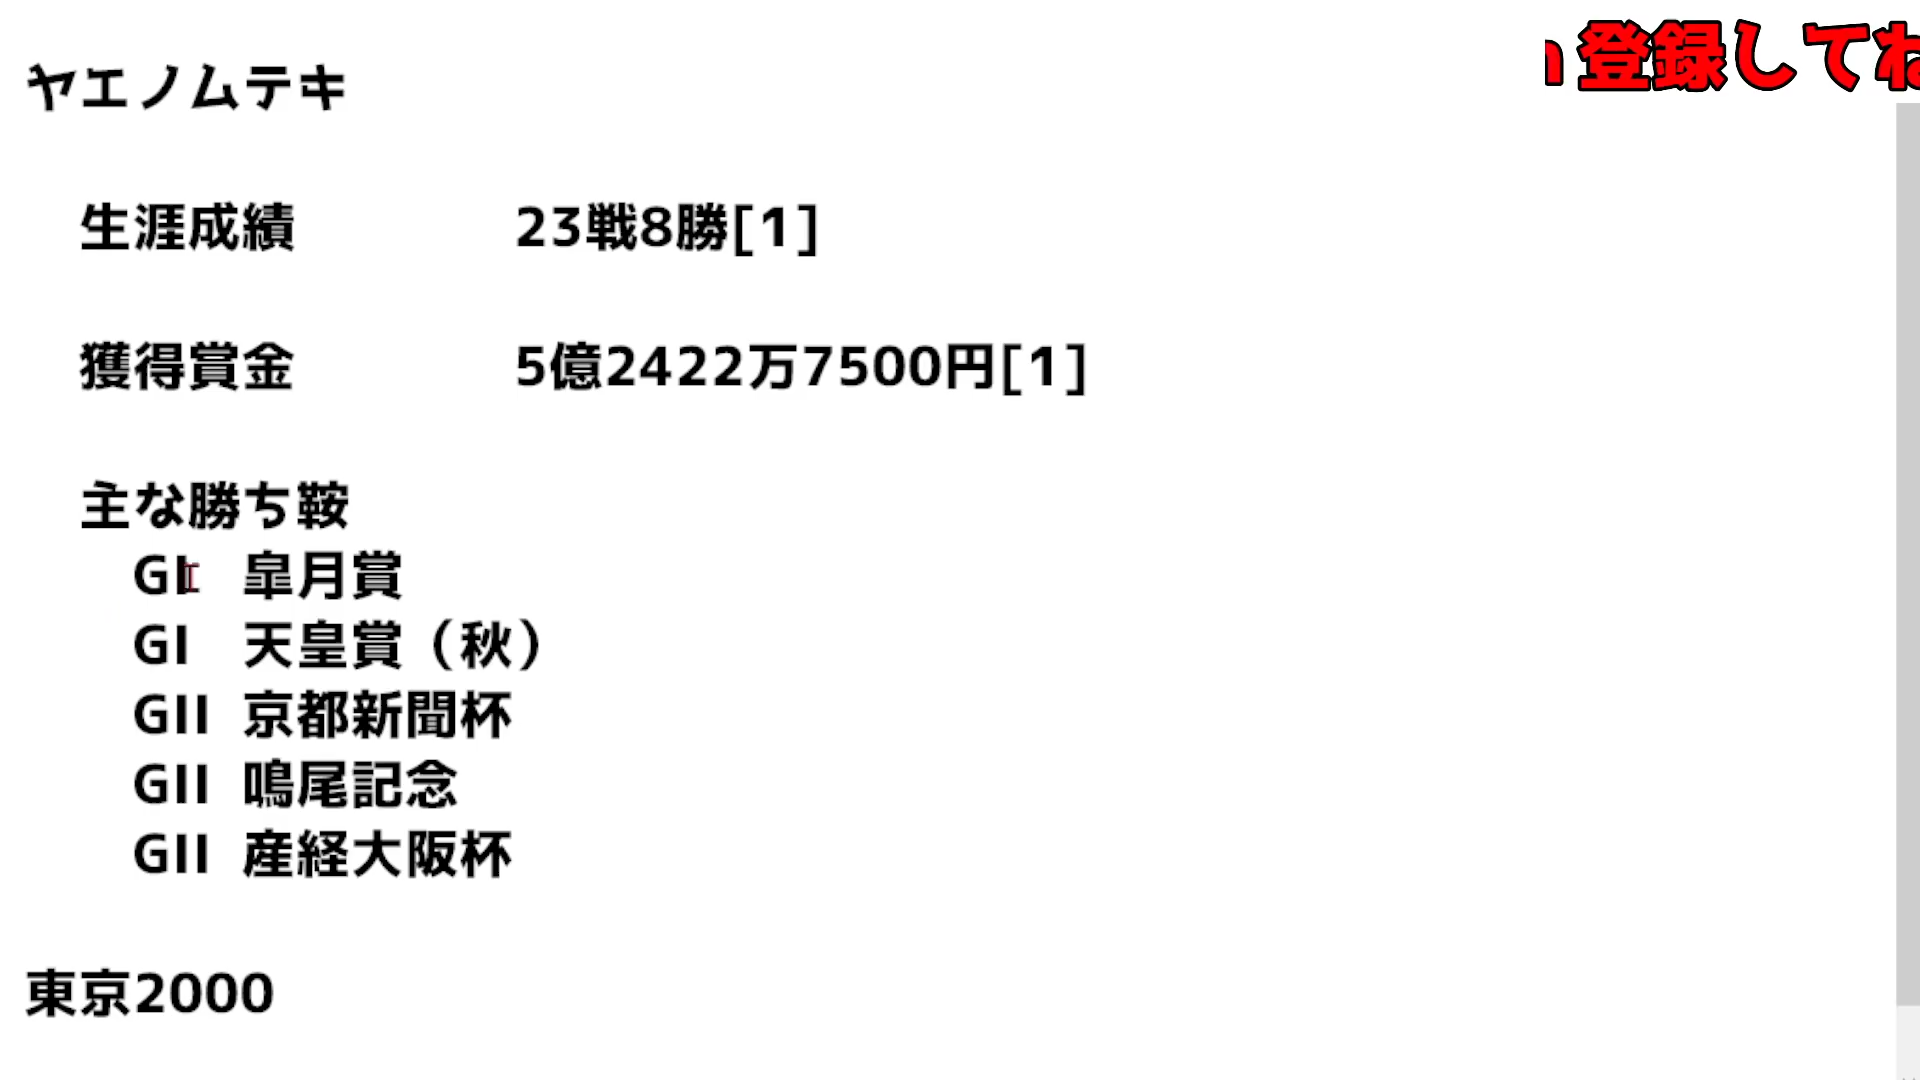 登録して
ヤエノムテキ
生涯成績 23戦8勝[1]
獲得賞金 5億2422万7500円[1]
主な勝ち鞍
GI 皐月賞
GI 天皇賞（秋）
GII 京都新聞杯
GII 鳴尾記念
GII 産経大阪杯
東京2000